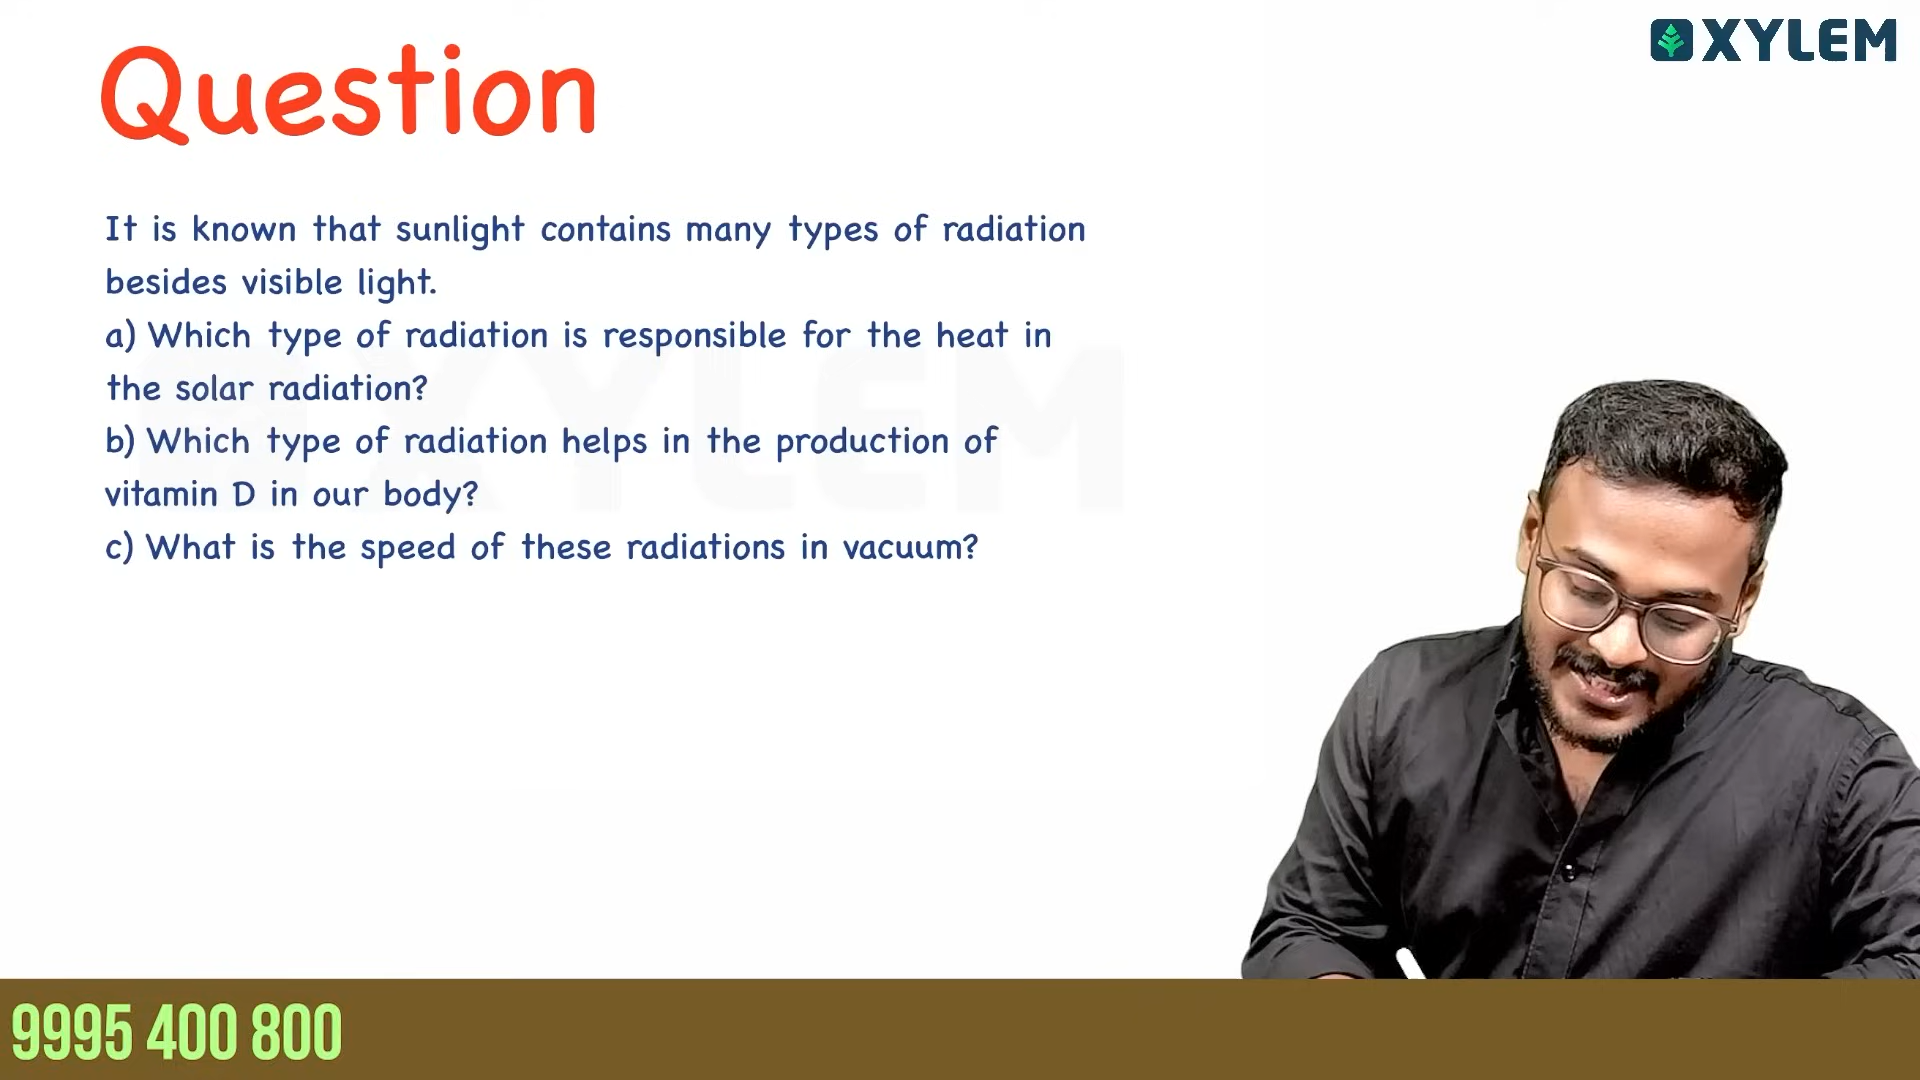 XYLEM
Question
It is known that sunlight contains many types of radiation
besides visible light.
a) Which type of radiation is responsible for the heat in
the solar radiation?
b) Which type of radiation helps in the production of
vitamin D in our body?
c) What is the speed of these radiations in vacuum?
XYLEM
9995 400 800